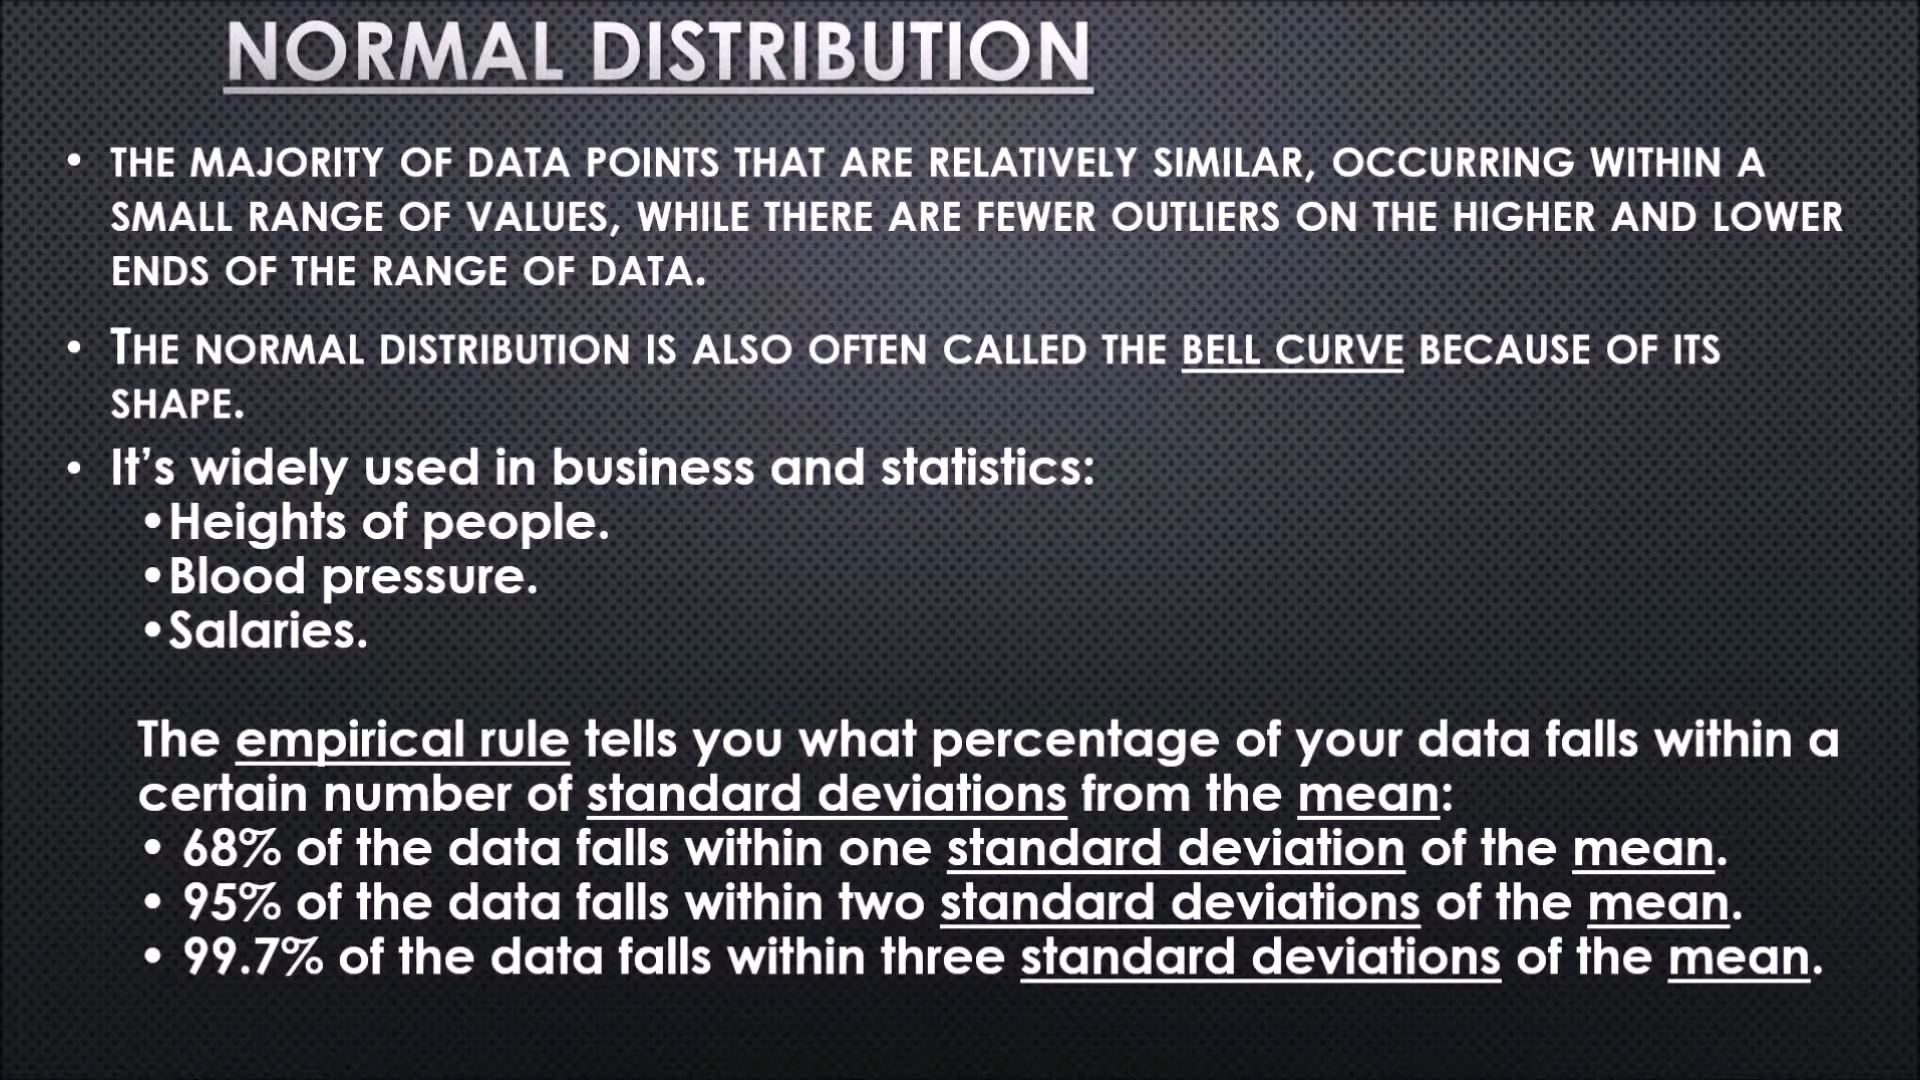 NORMAL DISTRIBUTION
• THE MAJORITY OF DATA POINTS THAT ARE RELATIVELY SIMILAR, OCCURRING WITHIN A
SMALL RANGE OF VALUES, WHILE THERE ARE FEWER OUTLIERS ON THE HIGHER AND LOWER
ENDS OF THE RANGE OF DATA.
• THE NORMAL DISTRIBUTION IS ALSO OFTEN CALLED THE BELL CURVE BECAUSE OF ITS
SHAPE.
• It’s widely used in business and statistics:
•Heights of people.
•Blood pressure.
•Salaries.
The empirical rule tells you what percentage of your data falls within a
certain number of standard deviations from the mean:
• 68% of the data falls within one standard deviation of the mean.
• 95% of the data falls within two standard deviations of the mean.
• 99.7% of the data falls within three standard deviations of the mean.